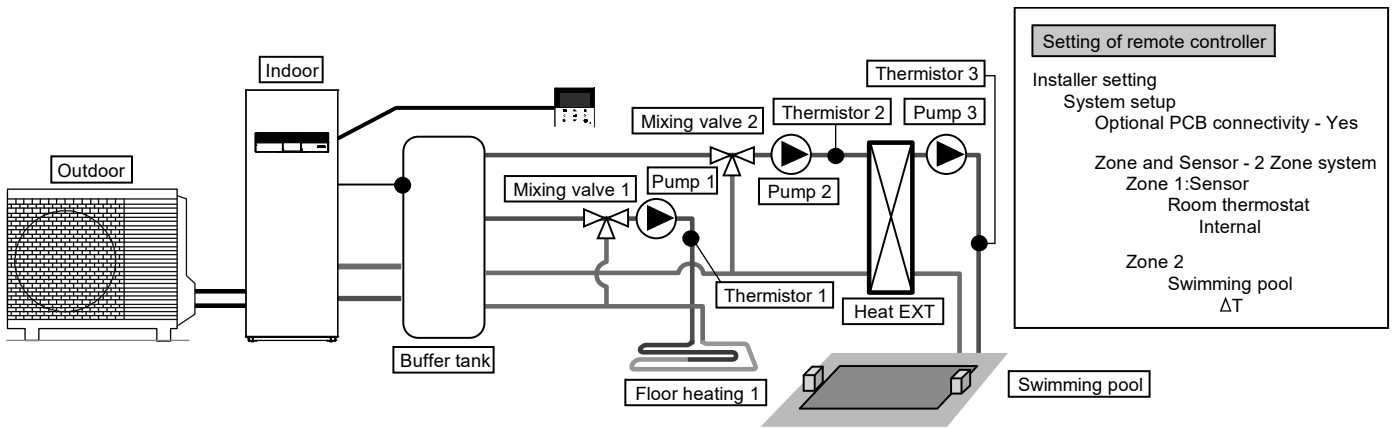 Outdoor
Indoor
Buffer tank
Mixing valve 1
Pump 1
Thermistor 1
Floor heating 1
Mixing valve 2
Pump 2
Thermistor 2
Heat EXT
Pump 3
Thermistor 3
Swimming pool
Setting of remote controller
Installer setting
System setup
Optional PCB connectivity - Yes
Zone and Sensor - 2 Zone system
Zone 1:Sensor
Room thermostat
Internal
Zone 2
Swimming pool
ΔT